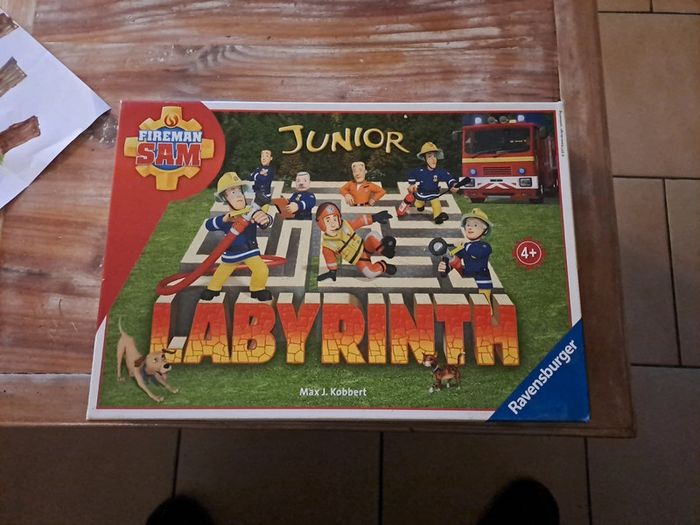 FIREMAN
SAM
JUNIOR
4+
LABYRINTH
Max J. Kobbert
Ravensburger